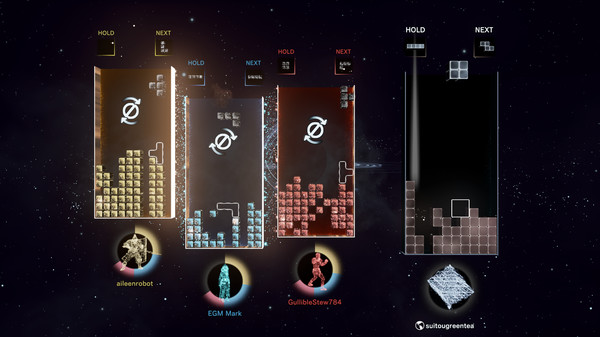 HOLD
NEXT
HOLD
NEXT
HOLD
NEXT
HOLD
NEXT
aileenrobot
EGM Mark
GullibleStew784
suitougreentea